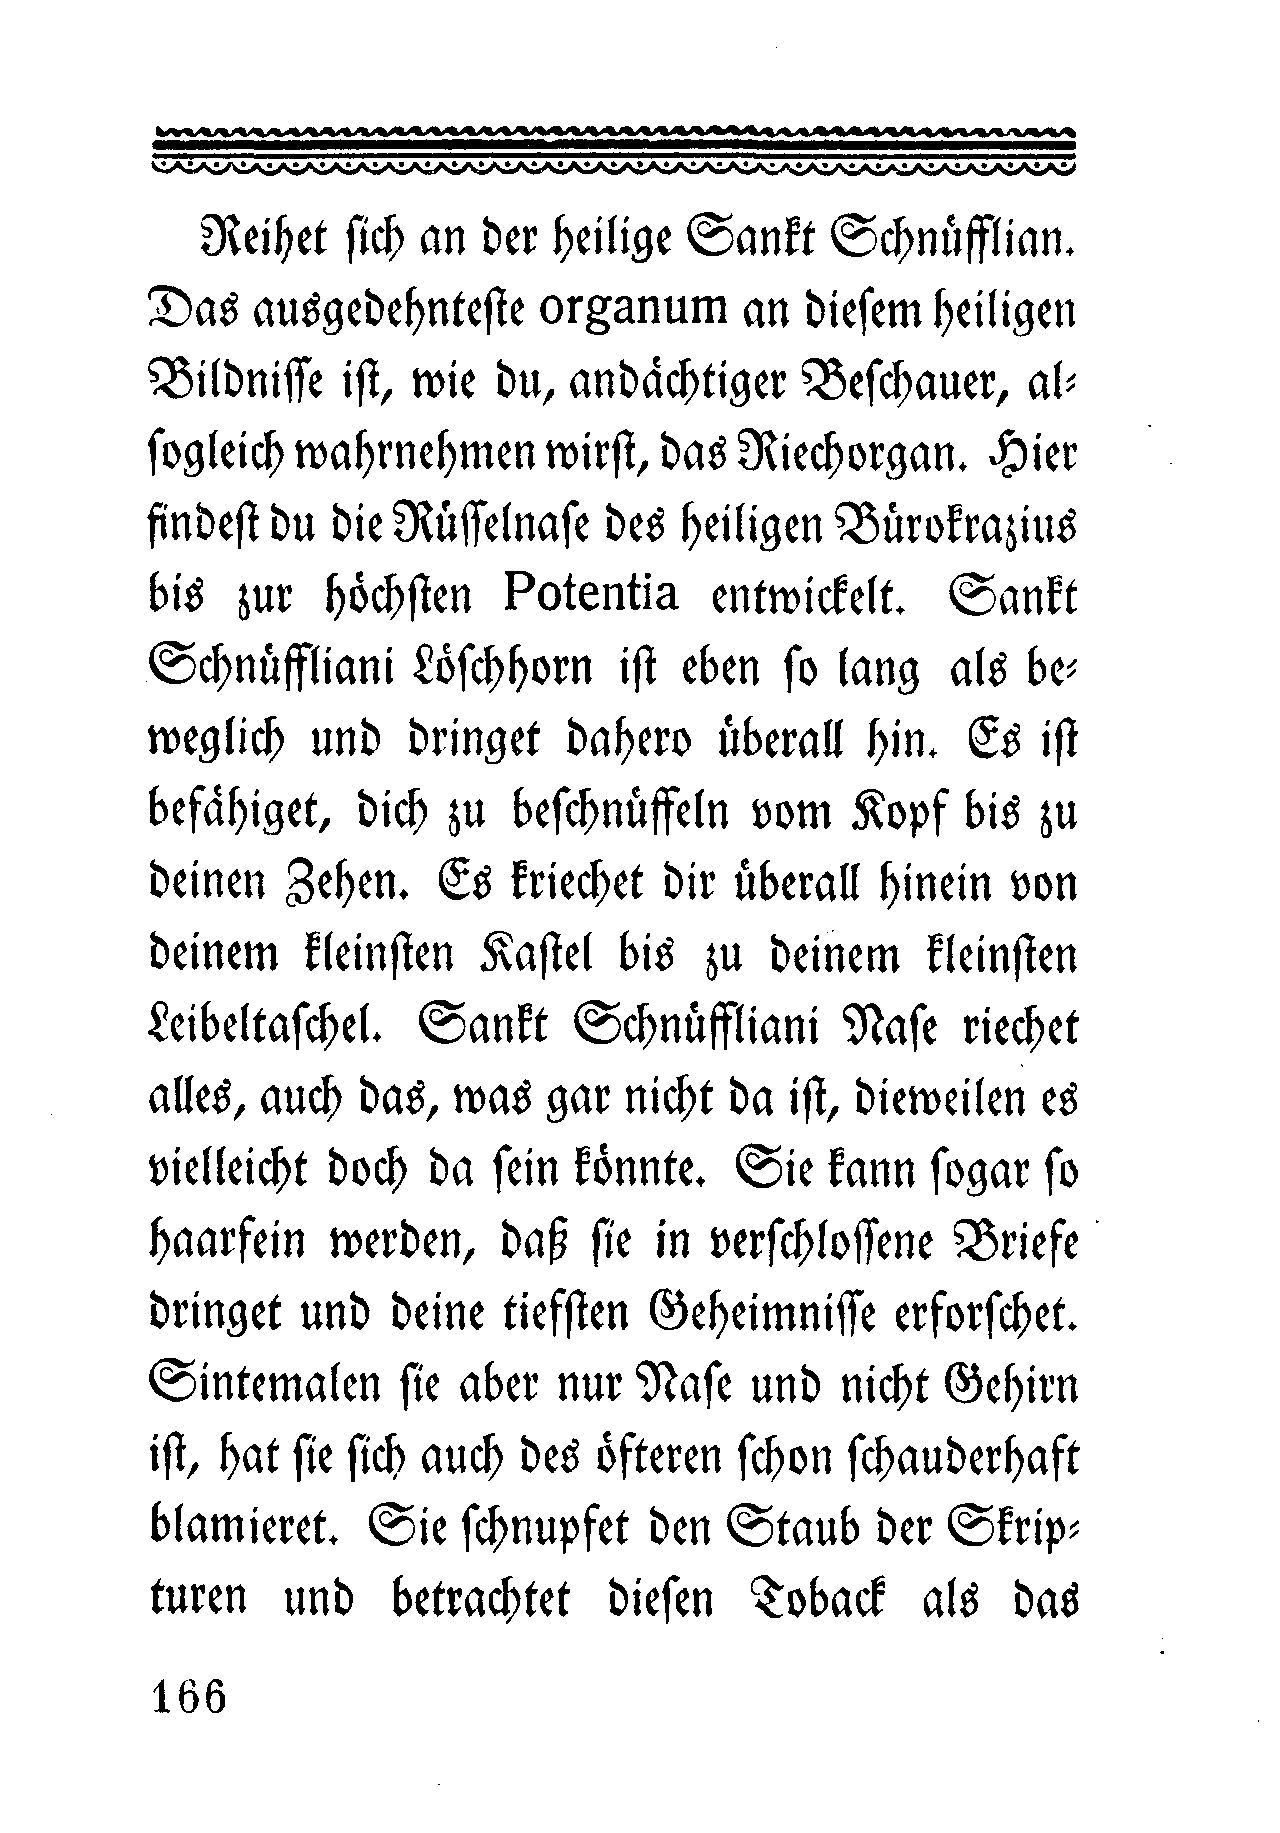 Reihet ſich an der heilige Sankt Schnüfflian.
Das ausgedehnteſte organum an dieſem heiligen
Bildniſſe iſt, wie du, andächtiger Beſchauer, al⸗
ſogleich wahrnehmen wirſt, das Riechorgan. Hier
findeſt du die Rüſſelnaſe des heiligen Bürokrazius
bis zur höchſten Potentia entwickelt. Sankt
Schnüffliani Löſchhorn iſt eben ſo lang als be⸗
weglich und dringet dahero überall hin. Es iſt
befähiget, dich zu beſchnüffeln vom Kopf bis zu
deinen Zehen. Es kriechet dir überall hinein von
deinem kleinſten Kaſtel bis zu deinem kleinſten
Leibeltaſchel. Sankt Schnüffliani Naſe riechet
alles, auch das, was gar nicht da iſt, dieweilen es
vielleicht doch da ſein könnte. Sie kann ſogar ſo
haarfein werden, daß ſie in verſchloſſene Briefe
dringet und deine tiefſten Geheimniſſe erforſchet.
Sintemalen ſie aber nur Naſe und nicht Gehirn
iſt, hat ſie ſich auch des öfteren ſchon ſchauderhaft
blamieret. Sie ſchnupfet den Staub der Skrip⸗
turen und betrachtet dieſen Toback als das
166